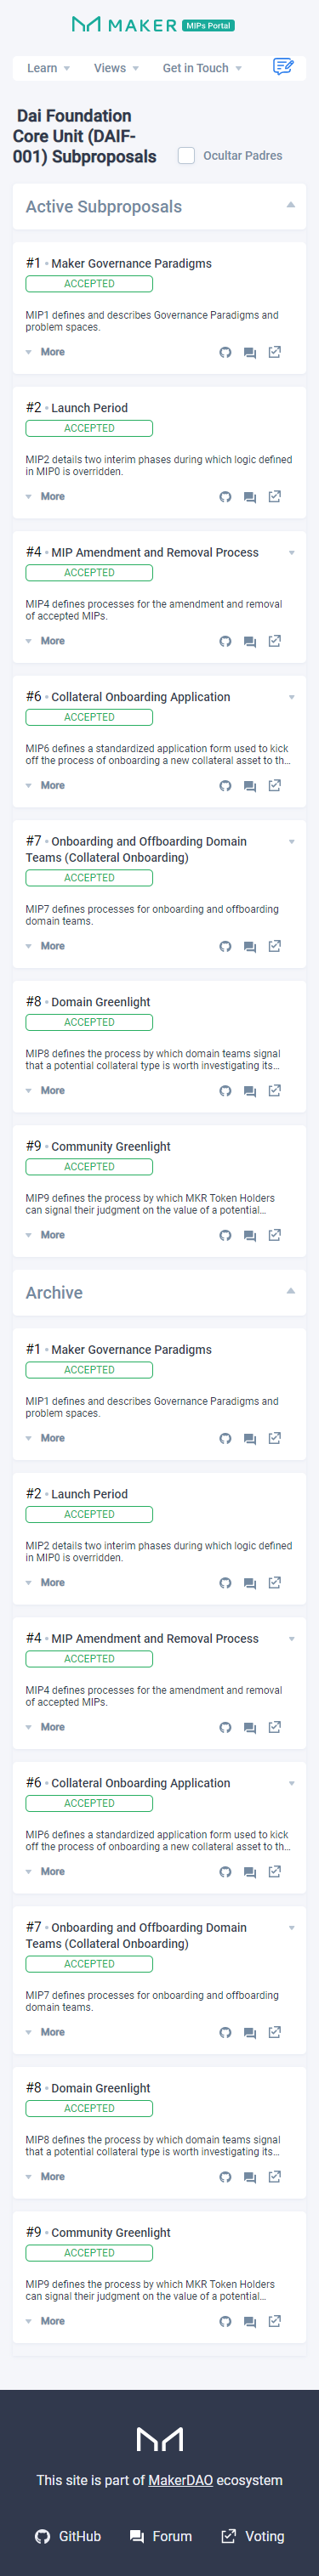 MAKER MIPs Portal
Learn Views Get in Touch
Dai Foundation
Core Unit (DAIF-
001) Subproposals
Ocultar Padres
Active Subproposals
#1 • Maker Governance Paradigms
ACCEPTED
MIP1 defines and describes Governance Paradigms and
problem spaces.
More
#2 • Launch Period
ACCEPTED
MIP2 details two interim phases during which logic defined
in MIP0 is overridden.
More
#4 • MIP Amendment and Removal Process
ACCEPTED
MIP4 defines processes for the amendment and removal
of accepted MIPs.
More
#6 • Collateral Onboarding Application
ACCEPTED
MIP6 defines a standardized application form used to kick
off the process of onboarding a new collateral asset to th...
More
#7 • Onboarding and Offboarding Domain
Teams (Collateral Onboarding)
ACCEPTED
MIP7 defines processes for onboarding and offboarding
domain teams.
More
#8 • Domain Greenlight
ACCEPTED
MIP8 defines the process by which domain teams signal
that a potential collateral type is worth investigating its...
More
#9 • Community Greenlight
ACCEPTED
MIP9 defines the process by which MKR Token Holders
can signal their judgment on the value of a potential...
More
Archive
#1 • Maker Governance Paradigms
ACCEPTED
MIP1 defines and describes Governance Paradigms and
problem spaces.
More
#2 • Launch Period
ACCEPTED
MIP2 details two interim phases during which logic defined
in MIP0 is overridden.
More
#4 • MIP Amendment and Removal Process
ACCEPTED
MIP4 defines processes for the amendment and removal
of accepted MIPs.
More
#6 • Collateral Onboarding Application
ACCEPTED
MIP6 defines a standardized application form used to kick
off the process of onboarding a new collateral asset to th...
More
#7 • Onboarding and Offboarding Domain
Teams (Collateral Onboarding)
ACCEPTED
MIP7 defines processes for onboarding and offboarding
domain teams.
More
#8 • Domain Greenlight
ACCEPTED
MIP8 defines the process by which domain teams signal
that a potential collateral type is worth investigating its...
More
#9 • Community Greenlight
ACCEPTED
MIP9 defines the process by which MKR Token Holders
can signal their judgment on the value of a potential...
More
This site is part of MakerDAO ecosystem
GitHub Forum Voting